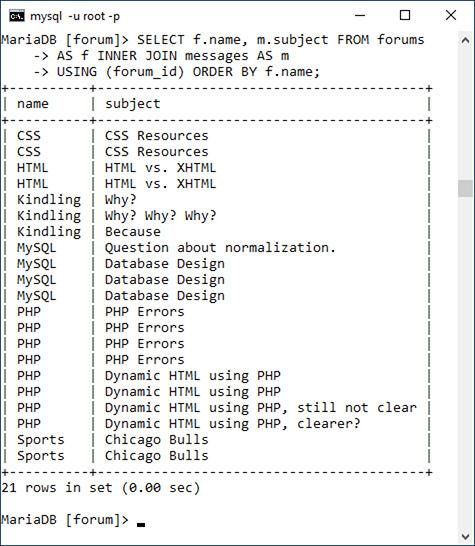 mysql -u root -p
MariaDB [forum]> SELECT f.name, m.subject FROM forums
    -> AS f INNER JOIN messages AS m
    -> USING (forum_id) ORDER BY f.name;
+----------+------------------------------------------+
| name     | subject                                  |
+----------+------------------------------------------+
| CSS      | CSS Resources                            |
| CSS      | CSS Resources                            |
| HTML     | HTML vs. XHTML                           |
| HTML     | HTML vs. XHTML                           |
| Kindling | Why?                                     |
| Kindling | Why? Why? Why?                           |
| Kindling | Because                                  |
| MySQL    | Question about normalization.            |
| MySQL    | Database Design                          |
| MySQL    | Database Design                          |
| MySQL    | Database Design                          |
| PHP      | PHP Errors                               |
| PHP      | PHP Errors                               |
| PHP      | PHP Errors                               |
| PHP      | PHP Errors                               |
| PHP      | Dynamic HTML using PHP                   |
| PHP      | Dynamic HTML using PHP                   |
| PHP      | Dynamic HTML using PHP, still not clear  |
| PHP      | Dynamic HTML using PHP, clearer?         |
| Sports   | Chicago Bulls                            |
| Sports   | Chicago Bulls                            |
+----------+------------------------------------------+
21 rows in set (0.00 sec)
MariaDB [forum]> _